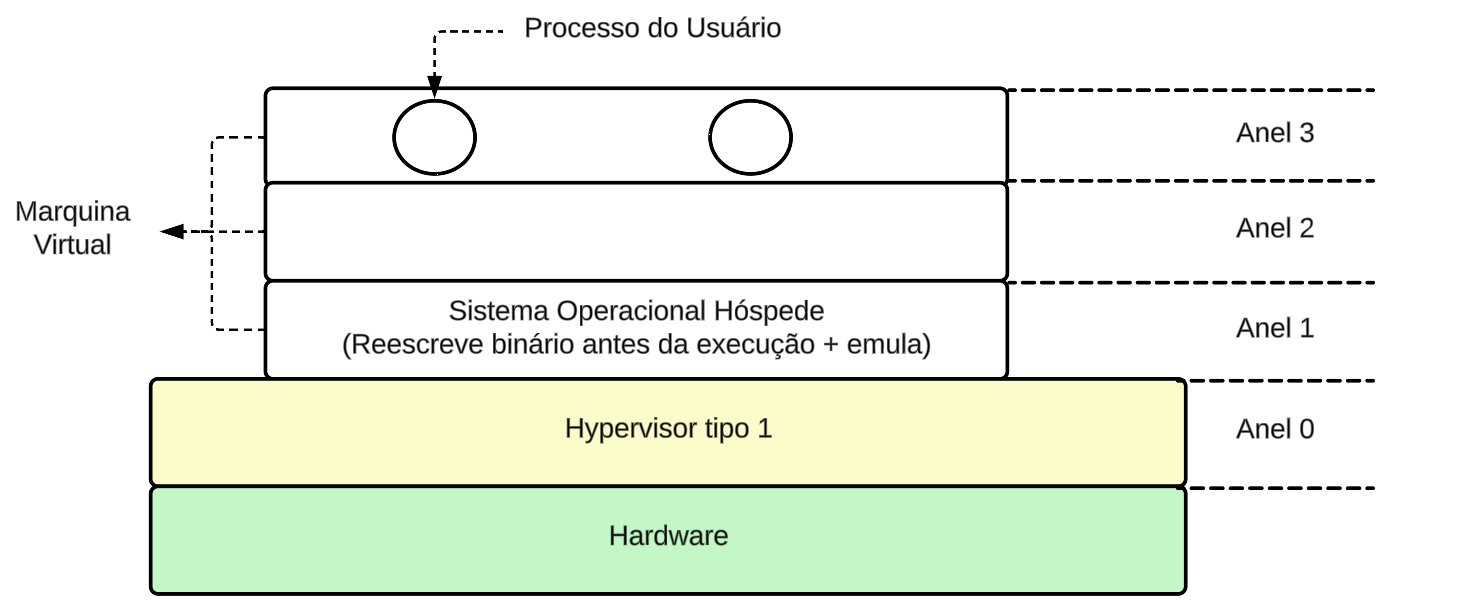 Processo do Usuário
Anel 3
Marquina
Virtual
Anel 2
Sistema Operacional Hóspede
(Reescreve binário antes da execução + emula)
Anel 1
Hypervisor tipo 1
Anel 0
Hardware